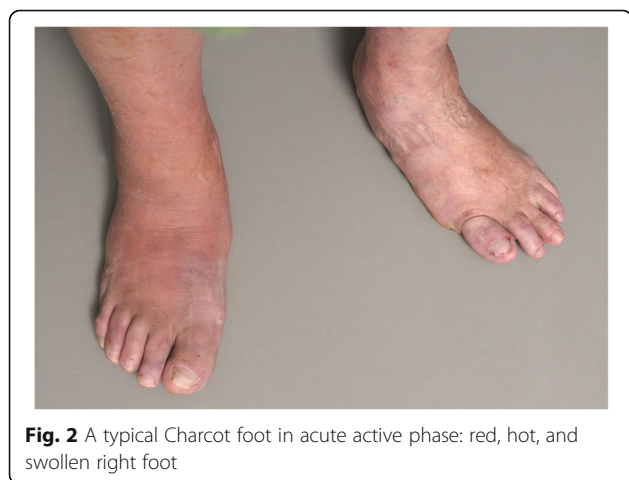 Fig. 2 A typical Charcot foot in acute active phase: red, hot, and
swollen right foot